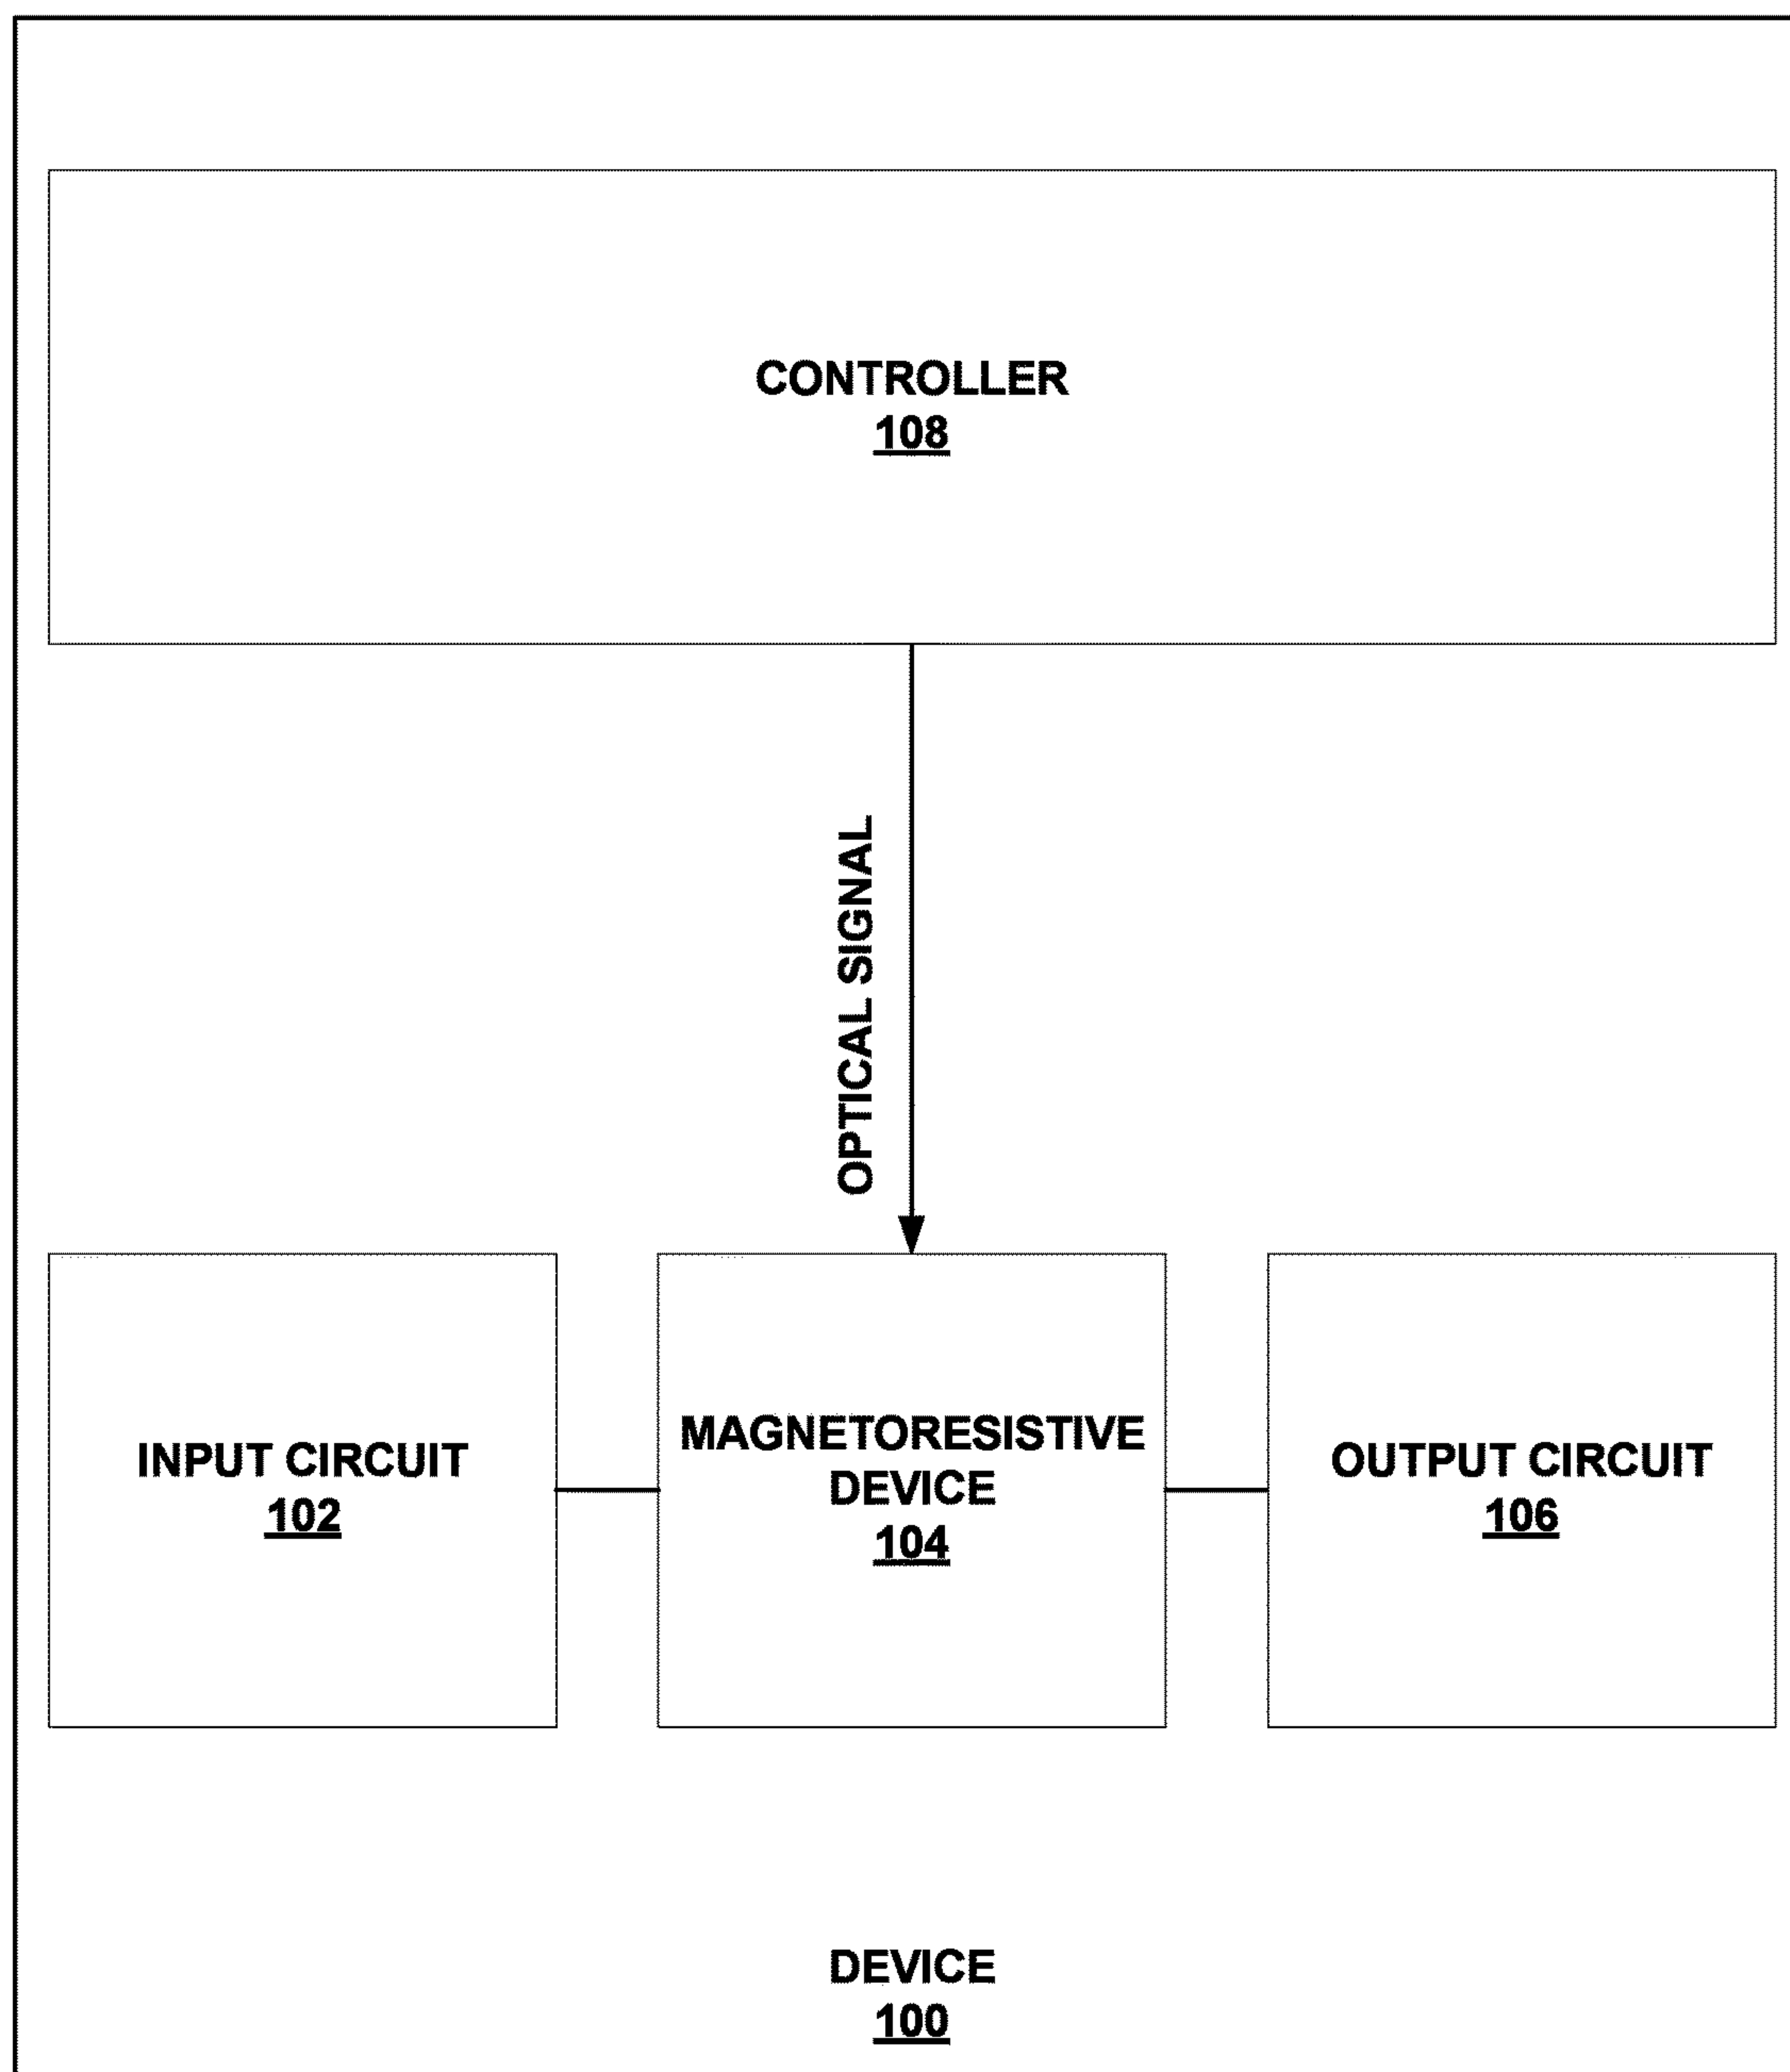 CONTROLLER
108
OPTICAL SIGNAL
INPUT CIRCUIT
102
MAGNETORESISTIVE
DEVICE
104
OUTPUT CIRCUIT
106
DEVICE
100